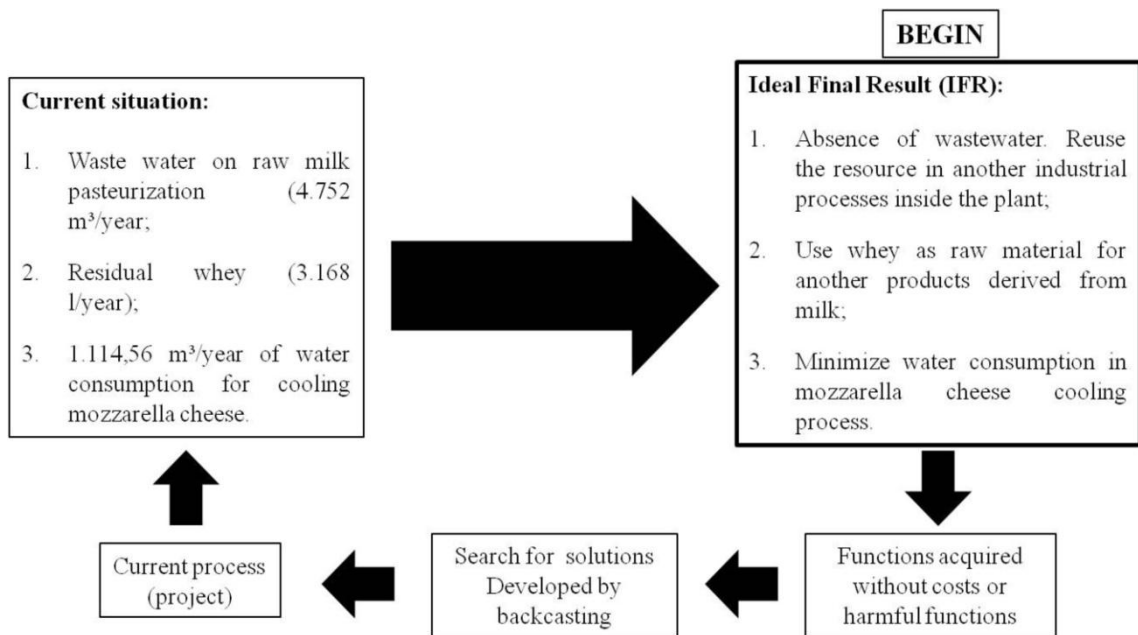 BEGIN
Current situation:
1. Waste water on raw milk
pasteurization (4.752
m³/year;
2. Residual whey (3.168
l/year);
3. 1.114,56 m³/year of water
consumption for cooling
mozzarella cheese.
Ideal Final Result (IFR):
1. Absence of wastewater. Reuse
the resource in another industrial
processes inside the plant;
2. Use whey as raw material for
another products derived from
milk;
3. Minimize water consumption in
mozzarella cheese cooling
process.
Current process
(project)
Search for solutions
Developed by
backcasting
Functions acquired
without costs or
harmful functions